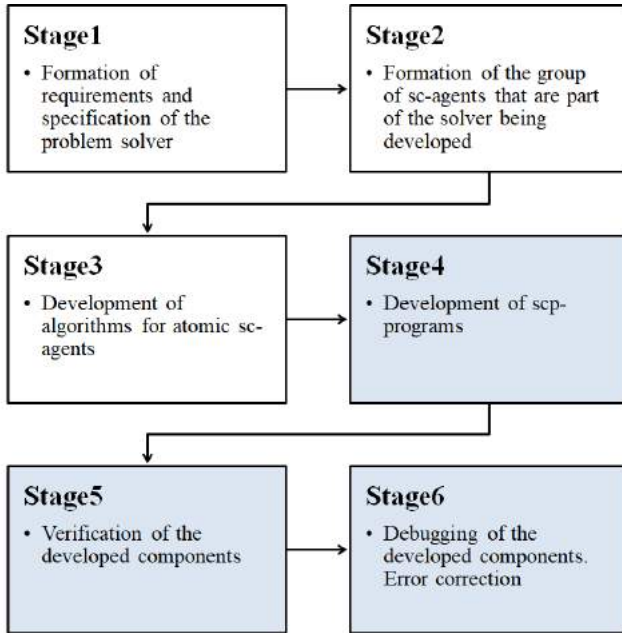 Stage1
• Formation of
requirements and
specification of the
problem solver
Stage2
• Formation of the group
of sc-agents that are part
of the solver being
developed
Stage3
• Development of
algorithms for atomic sc-
agents
Stage4
• Development of scp-
programs
Stage5
• Verification of the
developed components
Stage6
• Debugging of the
developed components.
Error correction